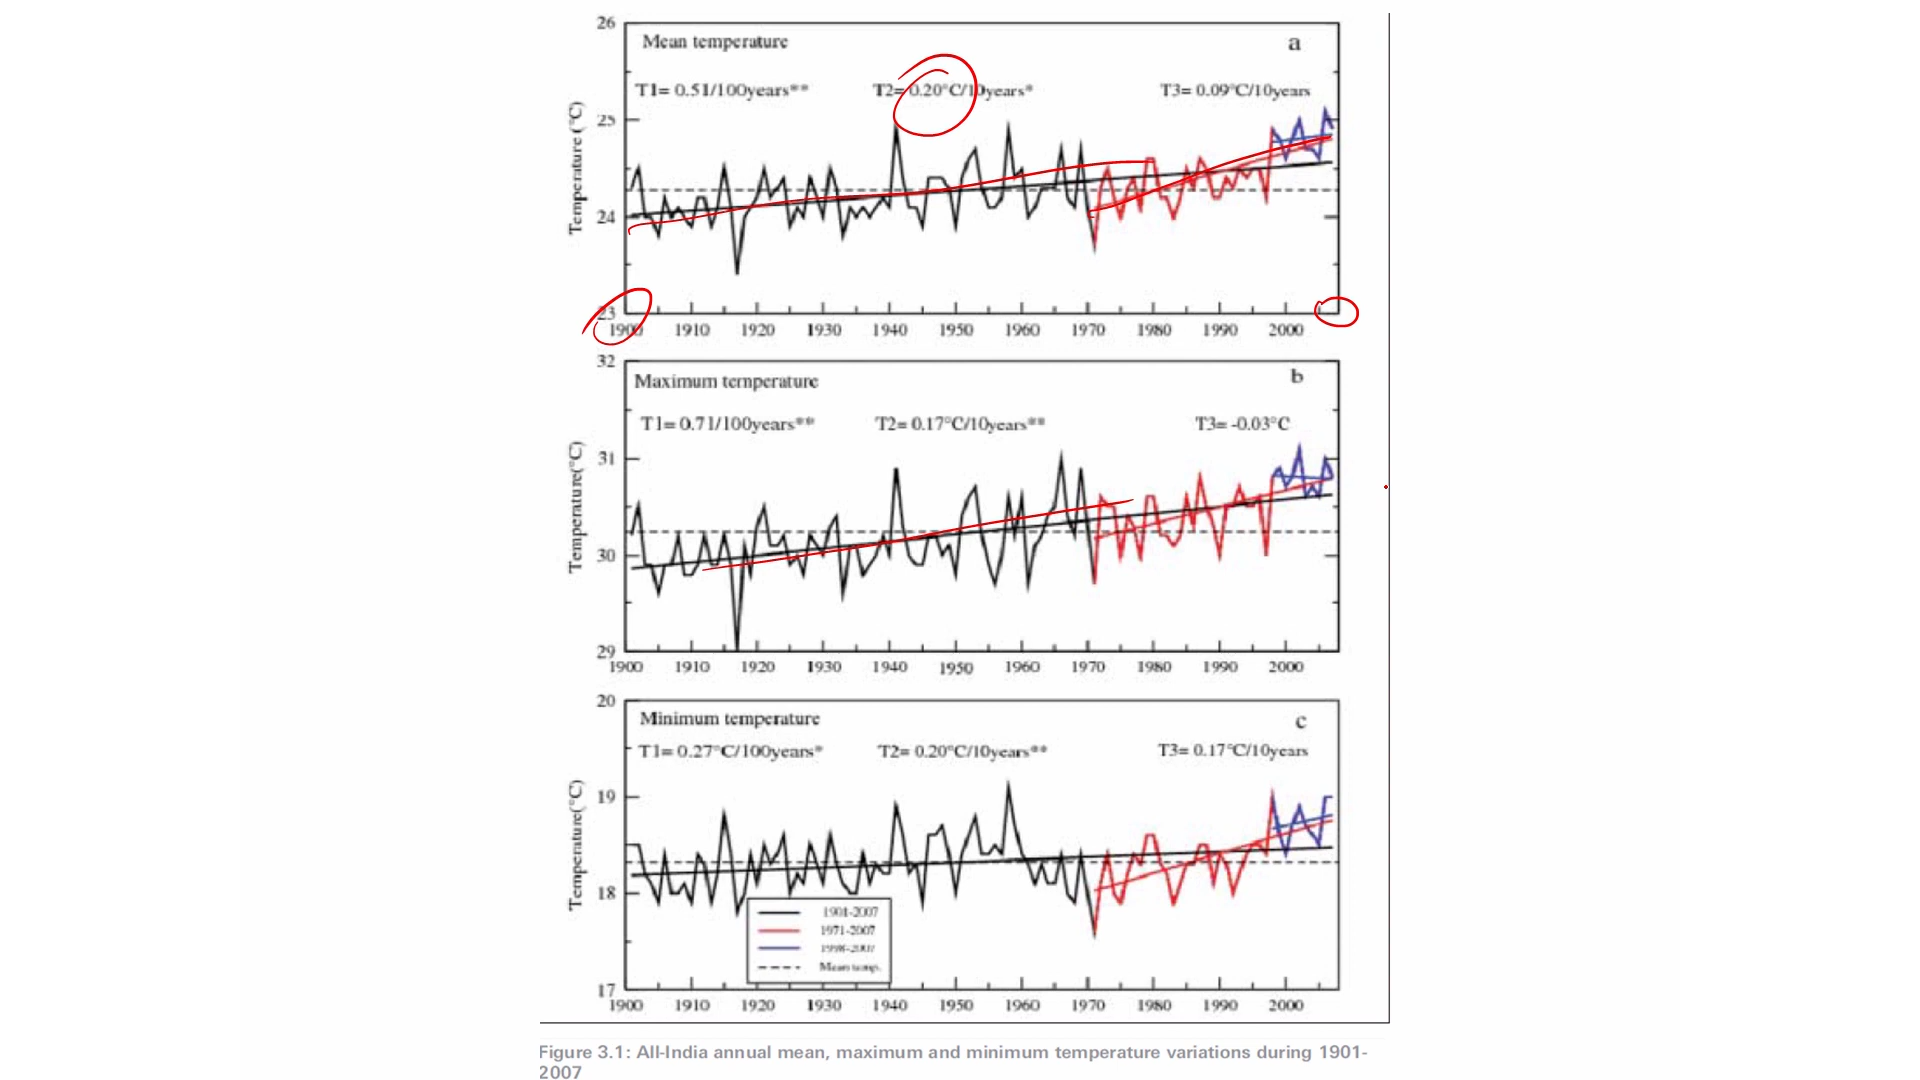 26
Mean temperature
a
T1= 0.51/100years**
T2= 0.20°C/10years*
T3= 0.09°C/10years
25
Temperature (°C)
24
23
1900 1910 1920 1930 1940 1950 1960 1970 1980 1990 2000
32
Maximum temperature
b
T1= 0.71/100years**
T2= 0.17°C/10years**
T3= -0.03°C
31
Temperature(°C)
30
29
1900 1910 1920 1930 1940 1950 1960 1970 1980 1990 2000
20
Minimum temperature
c
T1= 0.27°C/100years*
T2= 0.20°C/10years**
T3= 0.17°C/10years
19
Temperature(°C)
18
1901-2007
1971-2007
1998-2007
Mean temp.
17
1900 1910 1920 1930 1940 1950 1960 1970 1980 1990 2000
Figure 3.1: All-India annual mean, maximum and minimum temperature variations during 1901-
2007